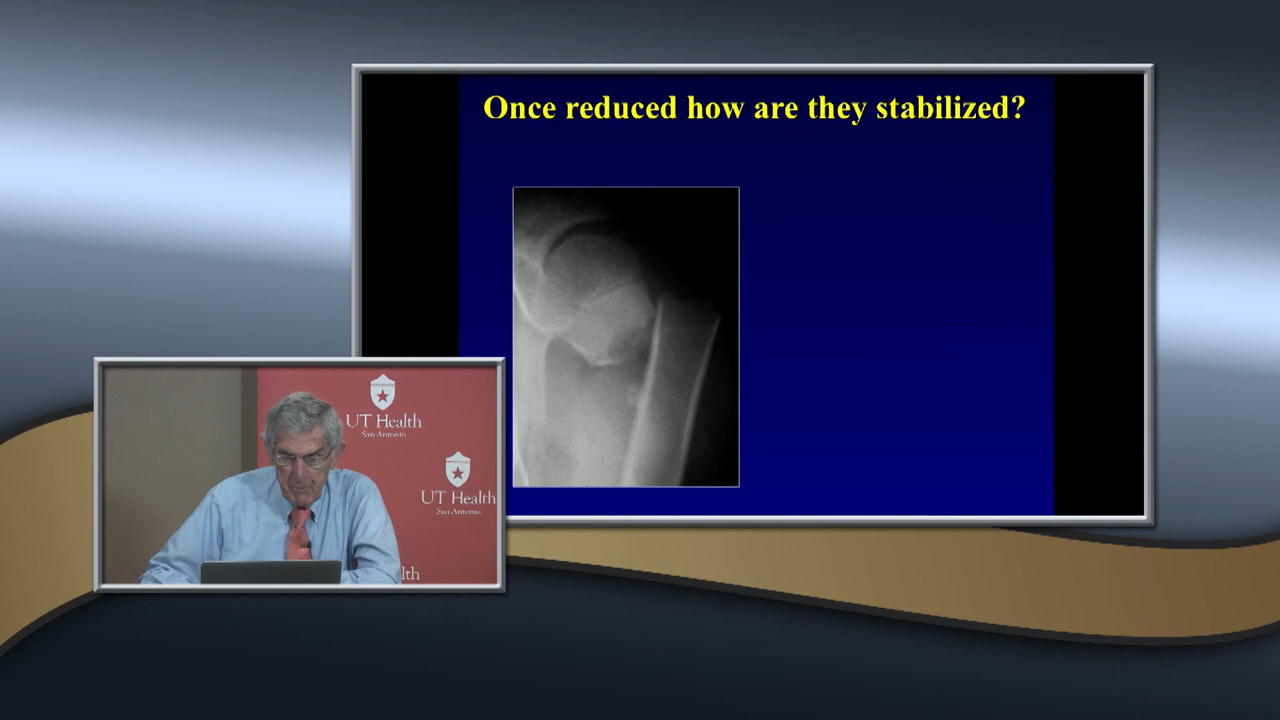 Once reduced how are they stabilized?
UT Health
San Antonio
UT Health
San Antonio
lth